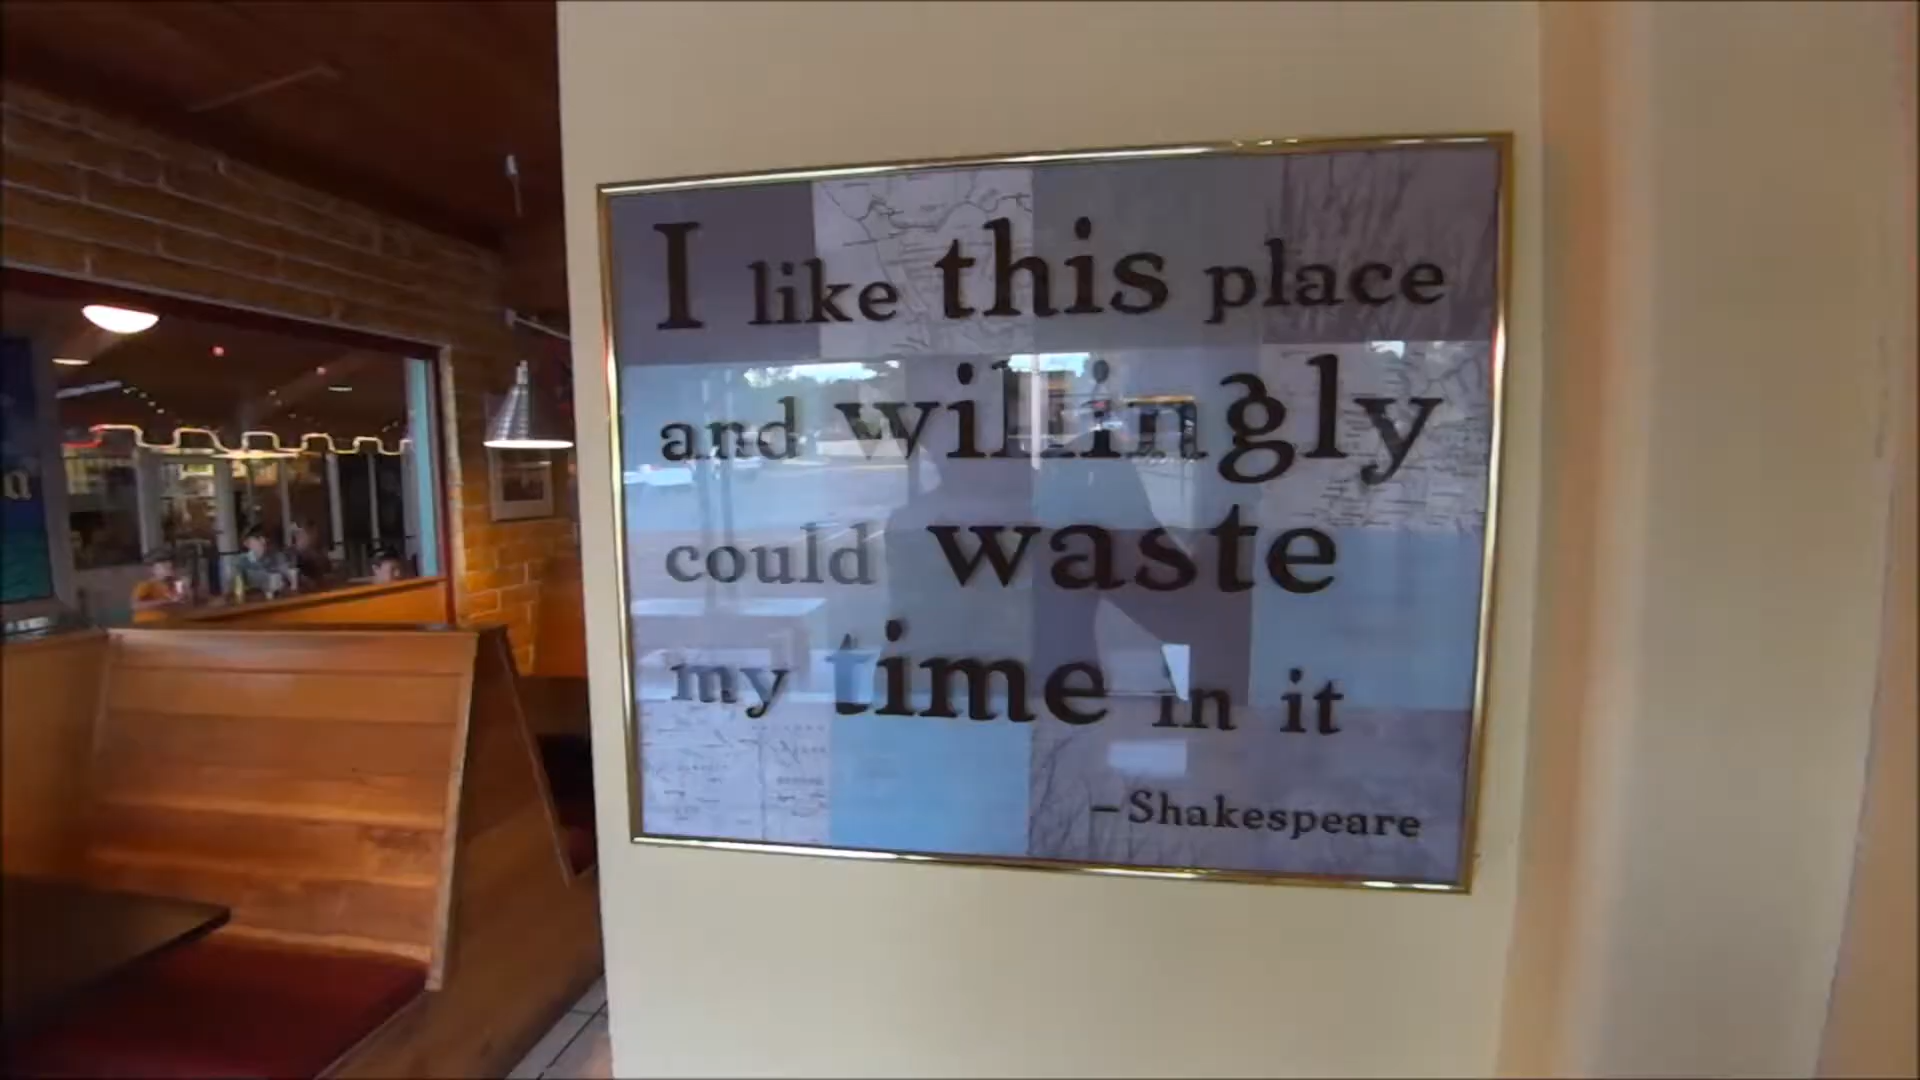 I like this place
and willingly
could waste
my time in it
–Shakespeare